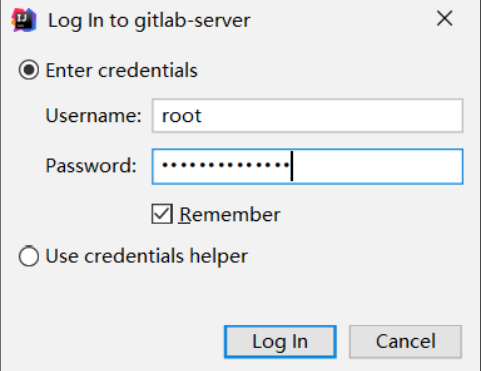 Log In to gitlab-server
Enter credentials
Username: root
Password: ••••••••••••••
Remember
Use credentials helper
Log In Cancel